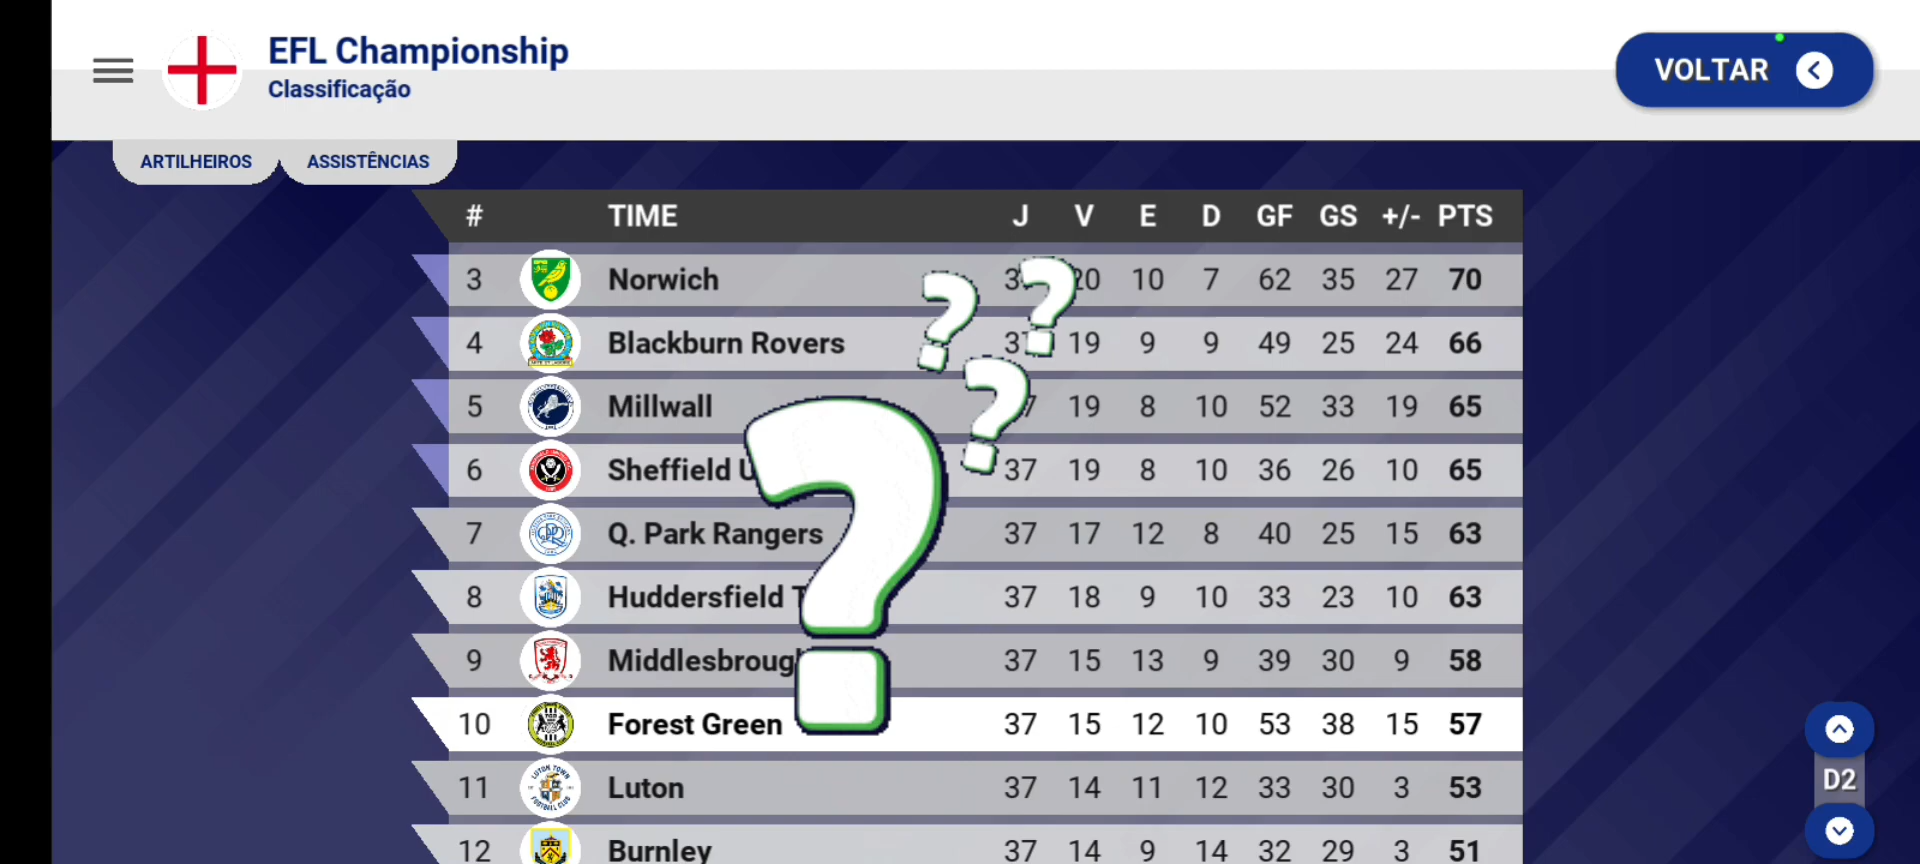 EFL Championship
Classificação
VOLTAR
ARTILHEIROS ASSISTÊNCIAS
# TIME J V E D GF GS +/- PTS
3 Norwich 20 10 7 62 35 27 70
4 Blackburn Rovers 37 19 9 9 49 25 24 66
5 Millwall 19 8 10 52 33 19 65
6 Sheffield 37 19 8 10 36 26 10 65
7 Q. Park Rangers 37 17 12 8 40 25 15 63
8 Huddersfield 37 18 9 10 33 23 10 63
9 Middlesbrough 37 15 13 9 39 30 9 58
10 Forest Green 37 15 12 10 53 38 15 57
11 Luton 37 14 11 12 33 30 3 53
12 Burnley 37 14 9 14 32 29 3 51
D2
? ? ? ?